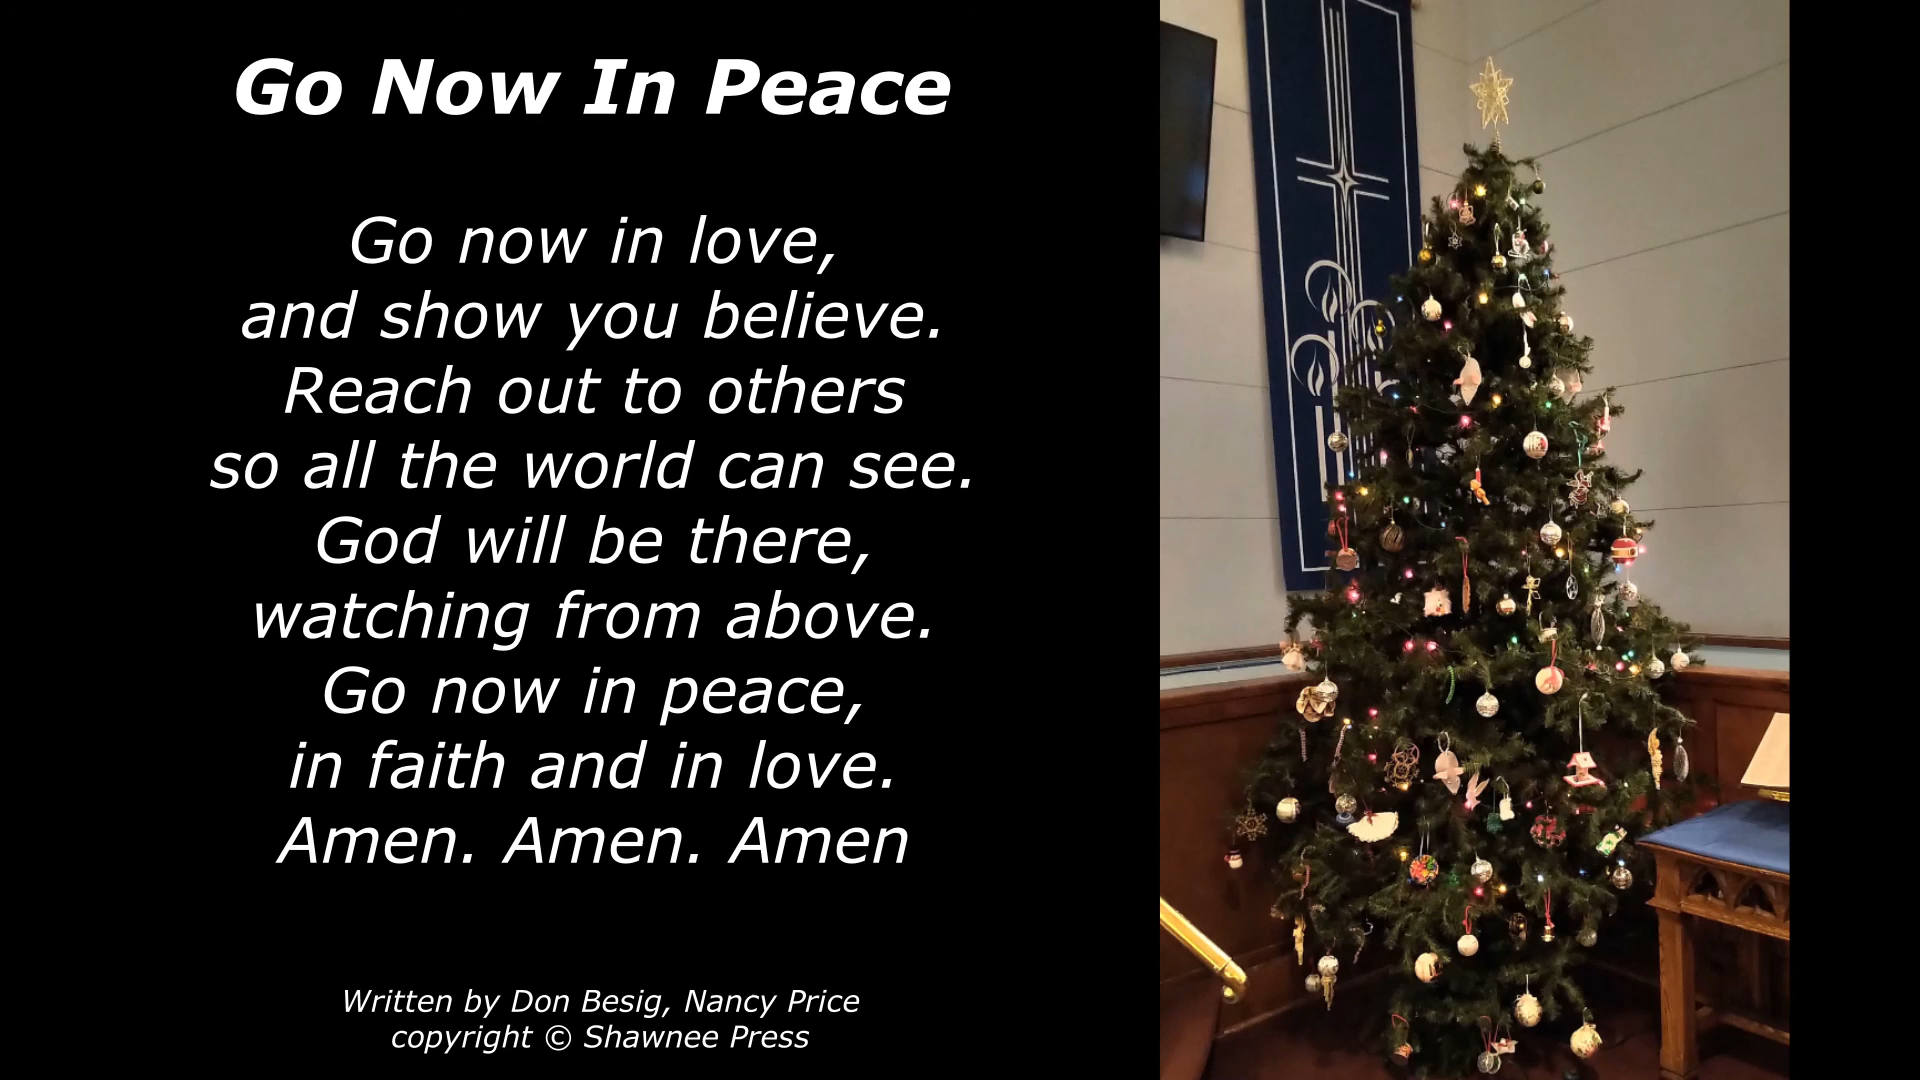 Go Now In Peace
Go now in love,
and show you believe.
Reach out to others
so all the world can see.
God will be there,
watching from above.
Go now in peace,
in faith and in love.
Amen. Amen. Amen
Written by Don Besig, Nancy Price
copyright © Shawnee Press